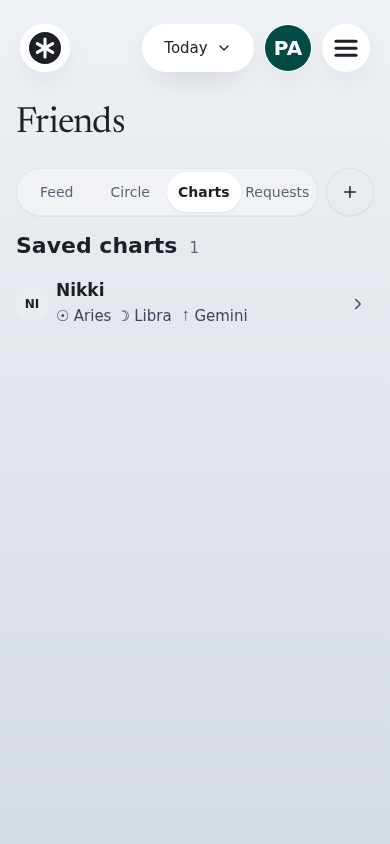 Today
PA
Friends
Feed
Circle
Charts
Requests
Saved charts 1
NI
Nikki
☉ Aries ☽ Libra ↑ Gemini